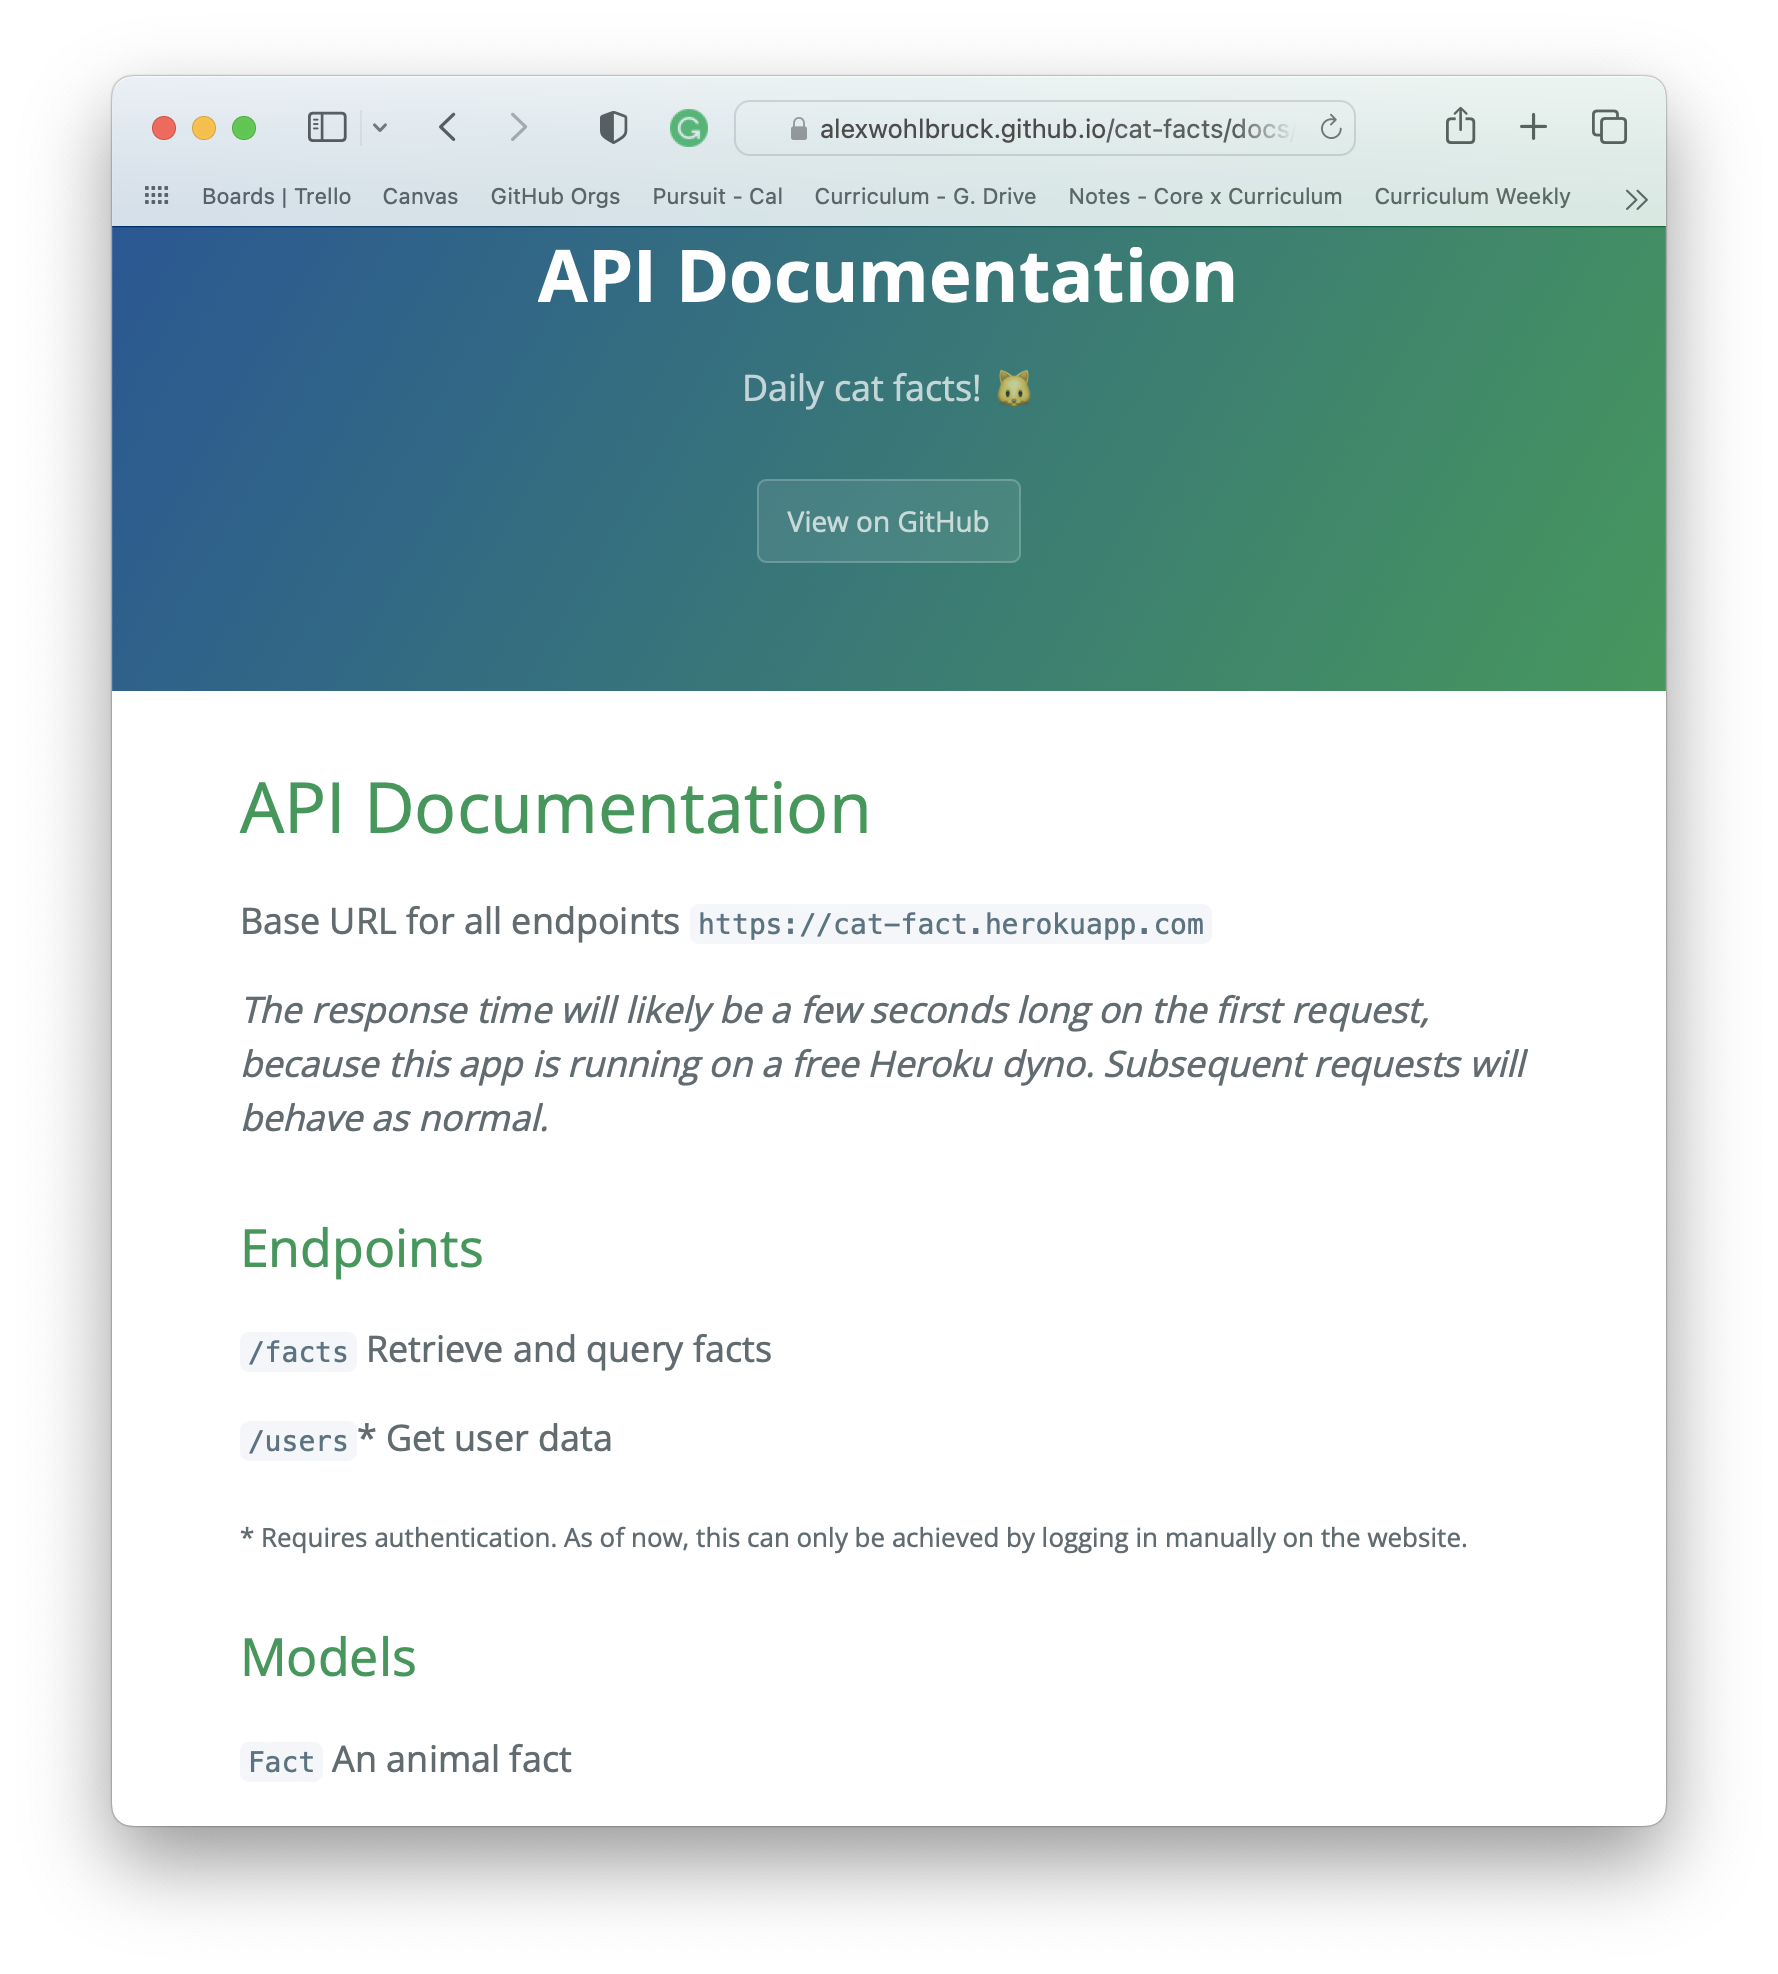 alexwohlbruck.github.io/cat-facts/docs/
Boards | Trello Canvas GitHub Orgs Pursuit - Cal Curriculum - G. Drive Notes - Core x Curriculum Curriculum Weekly
API Documentation
Daily cat facts! 🐱
View on GitHub
API Documentation
Base URL for all endpoints https://cat-fact.herokuapp.com
The response time will likely be a few seconds long on the first request,
because this app is running on a free Heroku dyno. Subsequent requests will
behave as normal.
Endpoints
/facts Retrieve and query facts
/users* Get user data
* Requires authentication. As of now, this can only be achieved by logging in manually on the website.
Models
Fact An animal fact